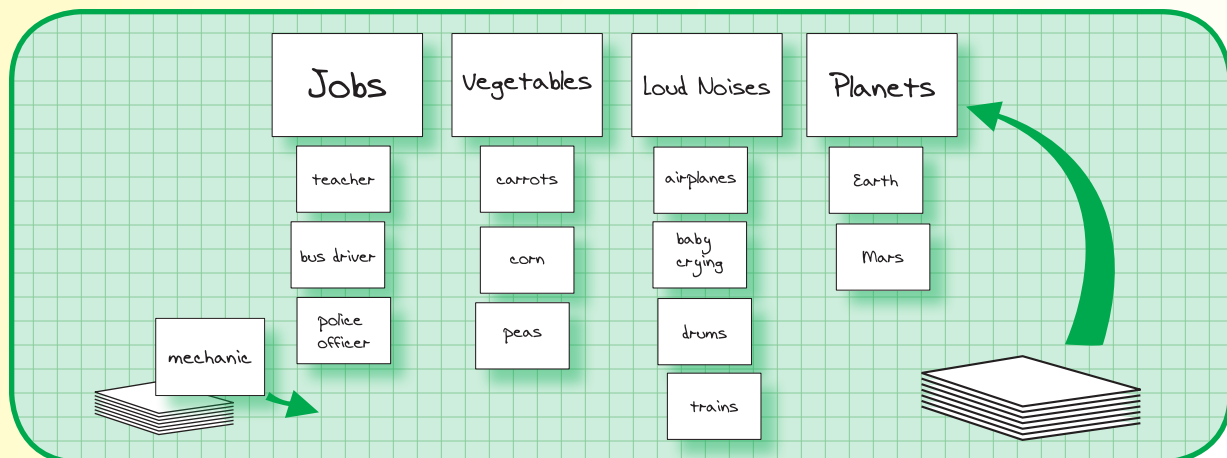 Jobs
Vegetables
Loud Noises
Planets
teacher
carrots
airplanes
Earth
bus driver
corn
baby
crying
Mars
police
officer
peas
drums
mechanic
trains